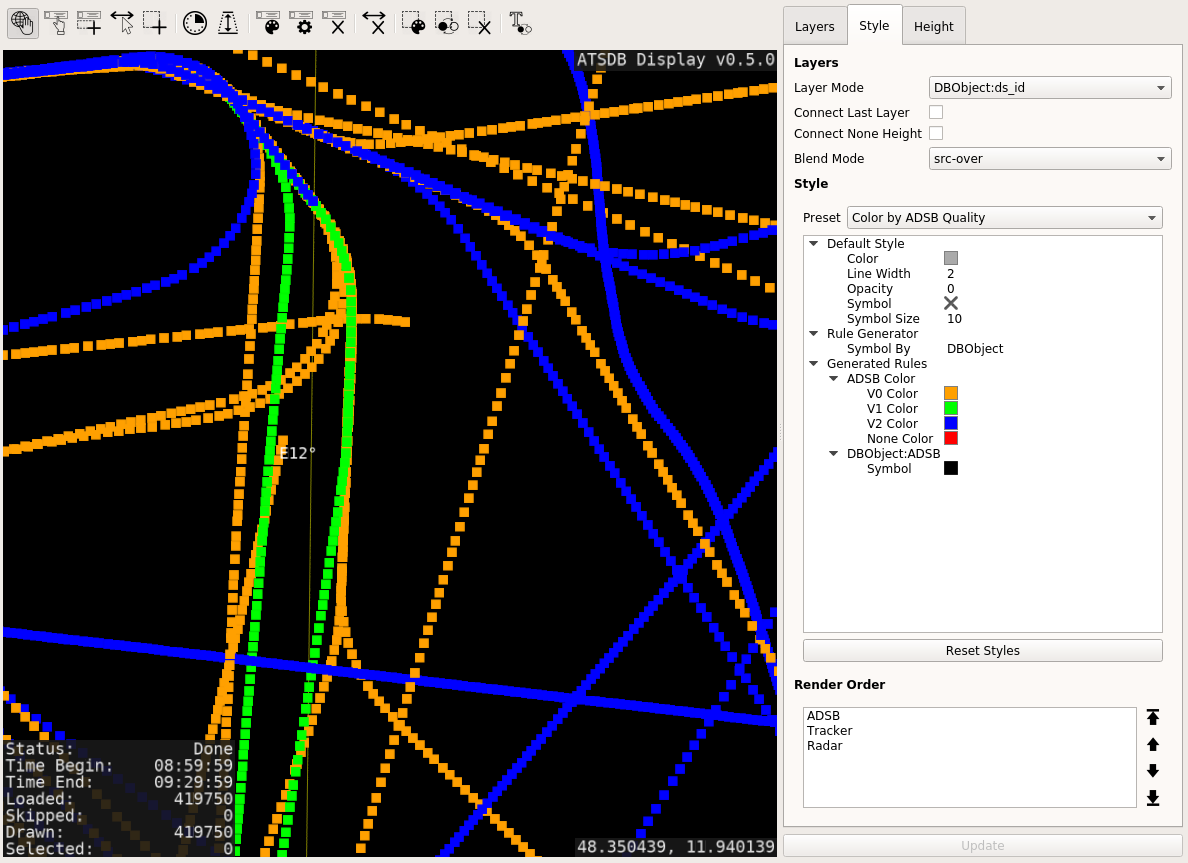 Layers Style Height
ATSDB Display v0.5.0
Layers
Layer Mode DBObject:ds_id
Connect Last Layer
Connect None Height
Blend Mode src-over
Style
Preset Color by ADSB Quality
Default Style
Color
Line Width 2
Opacity 0
Symbol
Symbol Size 10
Rule Generator
Symbol By DBObject
Generated Rules
ADSB Color
V0 Color
V1 Color
V2 Color
None Color
DBObject:ADSB
Symbol
E12°
Reset Styles
Render Order
ADSB
Tracker
Radar
Status: Done
Time Begin: 08:59:59
Time End: 09:29:59
Loaded: 419750
Skipped: 0
Drawn: 419750
Selected: 0
48.350439, 11.940139
Update